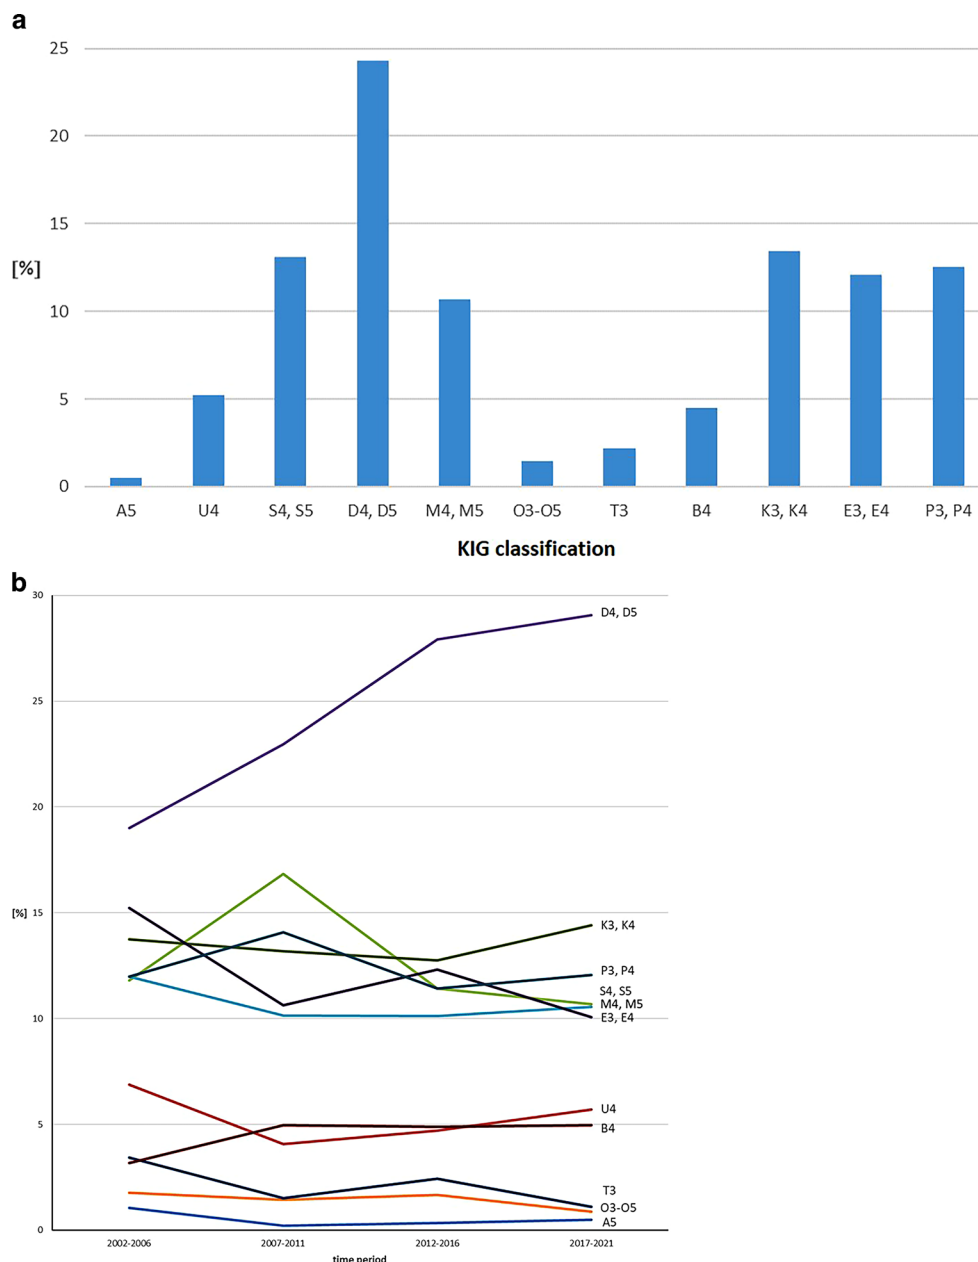 a
25
20
15
[%]
10
5
0
A5 U4 S4, S5 D4, D5 M4, M5 O3-O5 T3 B4 K3, K4 E3, E4 P3, P4
KIG classification
b
30
D4, D5
25
20
[%] 15
K3, K4
P3, P4
S4, S5
M4, M5
10 E3, E4
U4
5 B4
T3
O3-O5
A5
0
2002-2006 2007-2011 2012-2016 2017-2021
time period